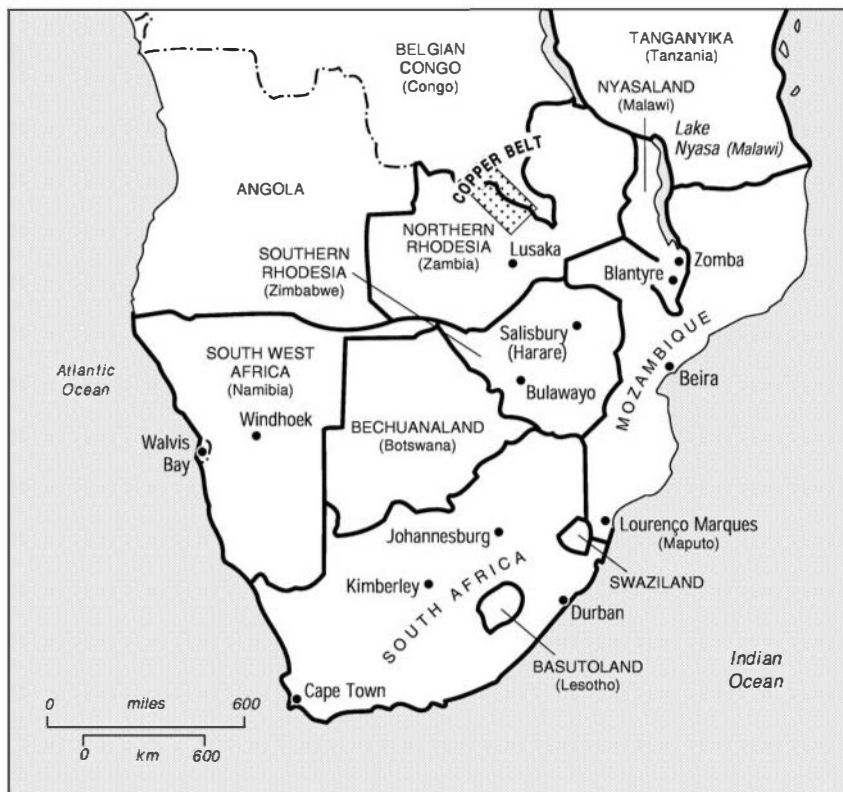 BELGIAN
CONGO
(Congo)
TANGANYIKA
(Tanzania)
NYASALAND
(Malawi)
Lake
Nyasa (Malawi)
COPPER BELT
ANGOLA
NORTHERN
RHODESIA
(Zambia)
Lusaka
SOUTHERN
RHODESIA
(Zimbabwe)
Blantyre
Zomba
Salisbury
(Harare)
Bulawayo
MOZAMBIQUE
Beira
SOUTH WEST
AFRICA
(Namibia)
Windhoek
Atlantic
Ocean
Walvis
Bay
BECHUANALAND
(Botswana)
Johannesburg
Lourenço Marques
(Maputo)
SWAZILAND
Kimberley
SOUTH AFRICA
Durban
BASUTOLAND
(Lesotho)
Indian
Ocean
Cape Town
0 miles 600
0 km 600